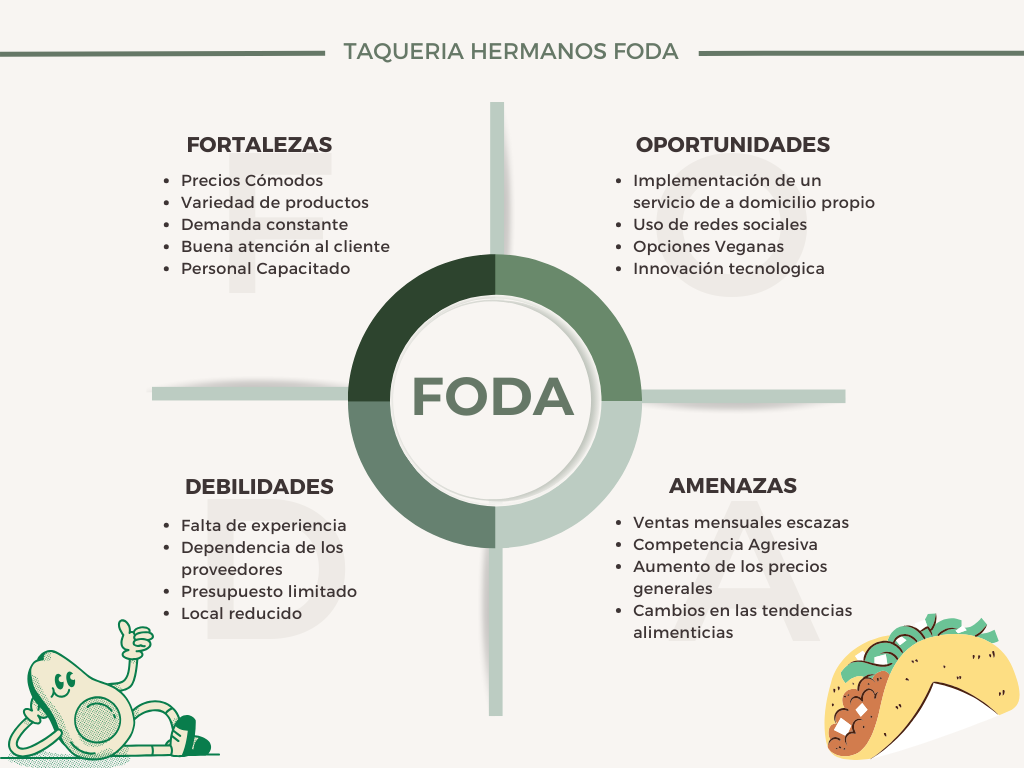 TAQUERIA HERMANOS FODA
FORTALEZAS
F
• Precios Cómodos
• Variedad de productos
• Demanda constante
• Buena atención al cliente
• Personal Capacitado
OPORTUNIDADES
O
• Implementación de un
servicio de a domicilio propio
• Uso de redes sociales
• Opciones Veganas
• Innovación tecnologica
FODA
DEBILIDADES
D
• Falta de experiencia
• Dependencia de los
proveedores
• Presupuesto limitado
• Local reducido
AMENAZAS
A
• Ventas mensuales escazas
• Competencia Agresiva
• Aumento de los precios
generales
• Cambios en las tendencias
alimenticias